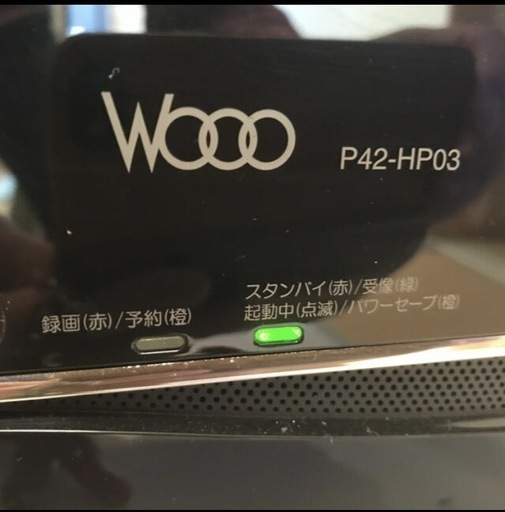 Wooo
P42-HP03
スタンバイ(赤)/受像(緑)
録画(赤)/予約(橙)
起動中(点滅)/パワーセーブ(橙)